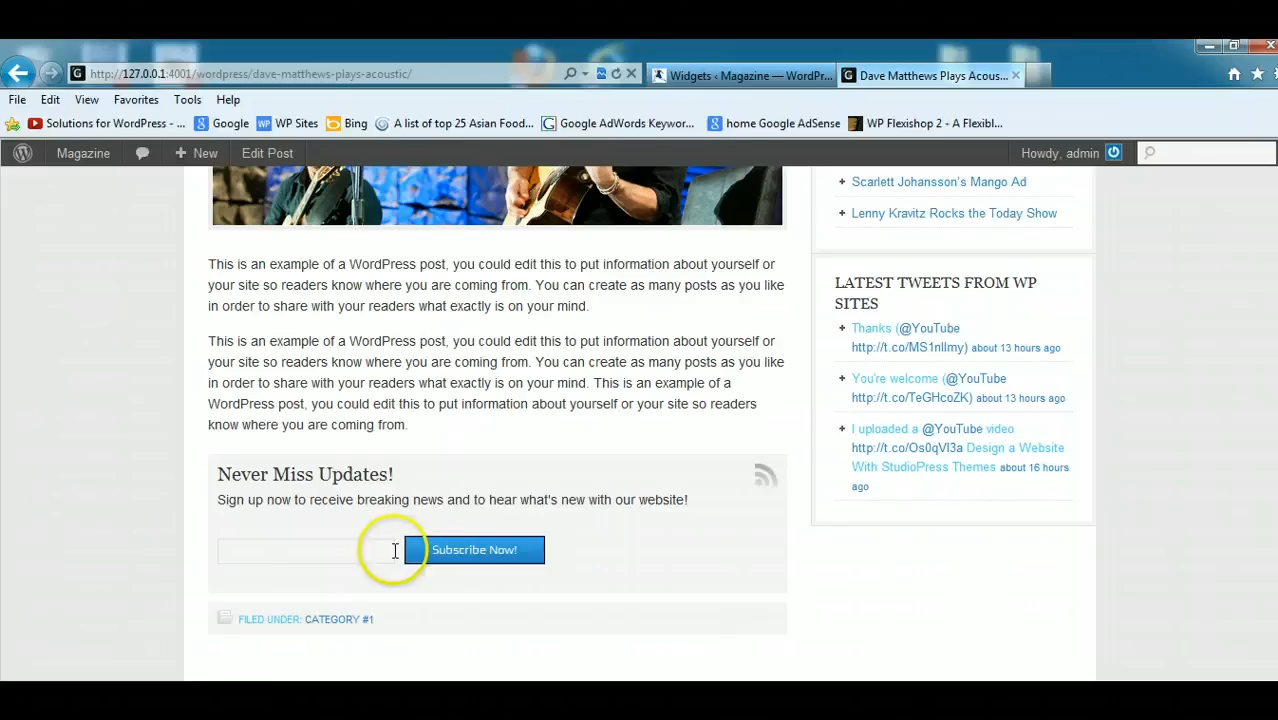 http://127.0.0.1:4001/wordpress/dave-matthews-plays-acoustic/
Widgets ‹ Magazine — WordPr...
Dave Matthews Plays Acous...
File Edit View Favorites Tools Help
Solutions for WordPress - ...
Google
WP Sites
Bing
A list of top 25 Asian Food...
Google AdWords Keywor...
home Google AdSense
WP Flexishop 2 - A Flexibl...
Magazine
New
Edit Post
Howdy, admin
Scarlett Johansson's Mango Ad
Lenny Kravitz Rocks the Today Show
This is an example of a WordPress post, you could edit this to put information about yourself or
your site so readers know where you are coming from. You can create as many posts as you like
in order to share with your readers what exactly is on your mind.
This is an example of a WordPress post, you could edit this to put information about yourself or
your site so readers know where you are coming from. You can create as many posts as you like
in order to share with your readers what exactly is on your mind. This is an example of a
WordPress post, you could edit this to put information about yourself or your site so readers
know where you are coming from.
Never Miss Updates!
Sign up now to receive breaking news and to hear what's new with our website!
Subscribe Now!
FILED UNDER: CATEGORY #1
LATEST TWEETS FROM WP
SITES
Thanks (@YouTube
http://t.co/MS1nIlmy) about 13 hours ago
You're welcome (@YouTube
http://t.co/TeGHcoZK) about 13 hours ago
I uploaded a @YouTube video
http://t.co/Os0qVl3a Design a Website
With StudioPress Themes about 16
hours ago